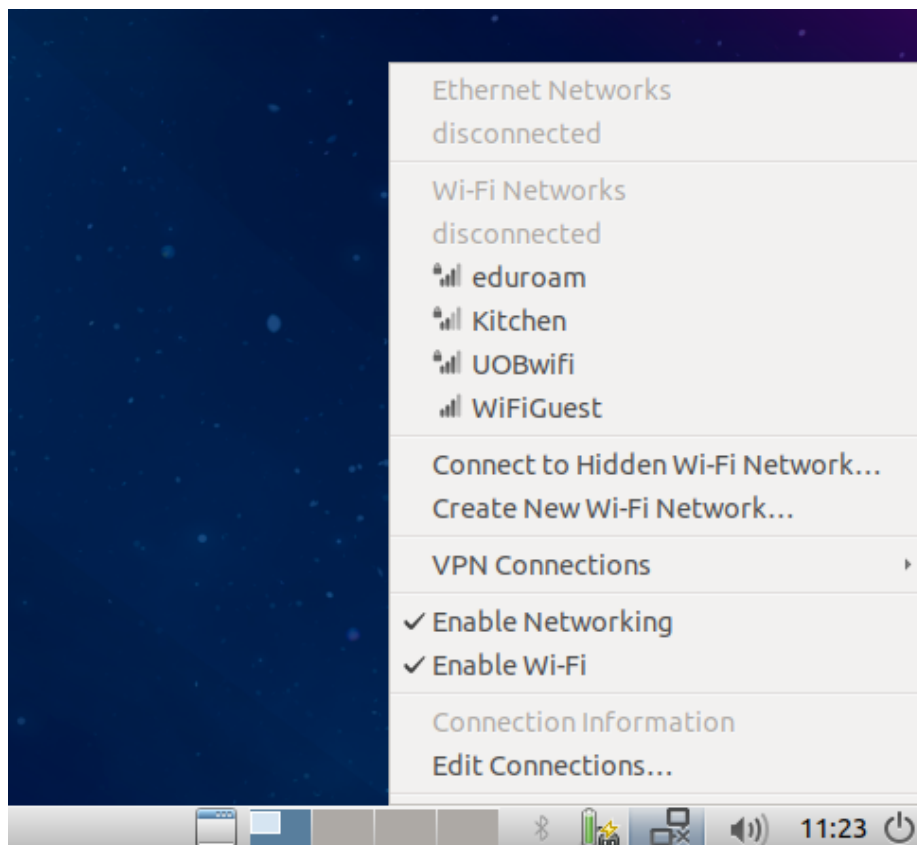 Ethernet Networks
disconnected
Wi-Fi Networks
disconnected
eduroam
Kitchen
UOBwifi
WiFiGuest
Connect to Hidden Wi-Fi Network…
Create New Wi-Fi Network…
VPN Connections
Enable Networking
Enable Wi-Fi
Connection Information
Edit Connections…
11:23